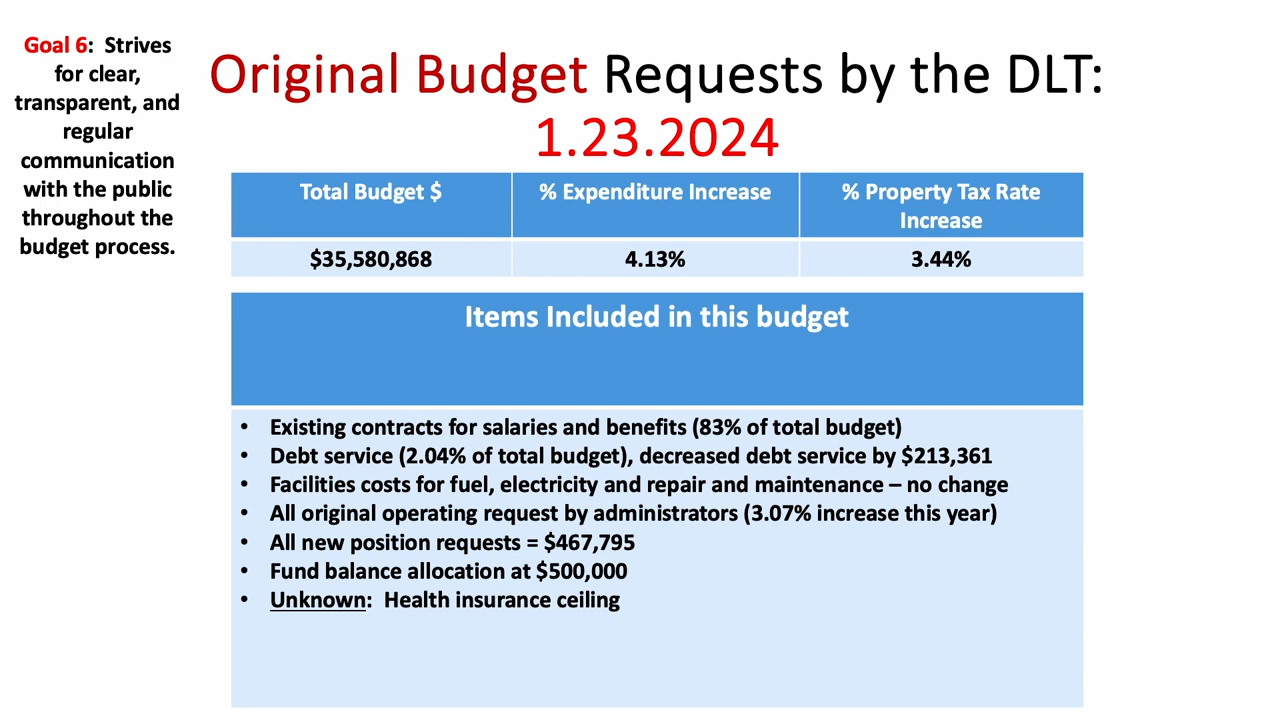 Goal 6:  Strives
for clear,
transparent, and
regular
communication
with the public
throughout the
budget process.
Original Budget Requests by the DLT:
1.23.2024
Total Budget $
% Expenditure Increase
% Property Tax Rate
Increase
$35,580,868
4.13%
3.44%
Items Included in this budget
• Existing contracts for salaries and benefits (83% of total budget)
• Debt service (2.04% of total budget), decreased debt service by $213,361
• Facilities costs for fuel, electricity and repair and maintenance – no change
• All original operating request by administrators (3.07% increase this year)
• All new position requests = $467,795
• Fund balance allocation at $500,000
• Unknown:  Health insurance ceiling